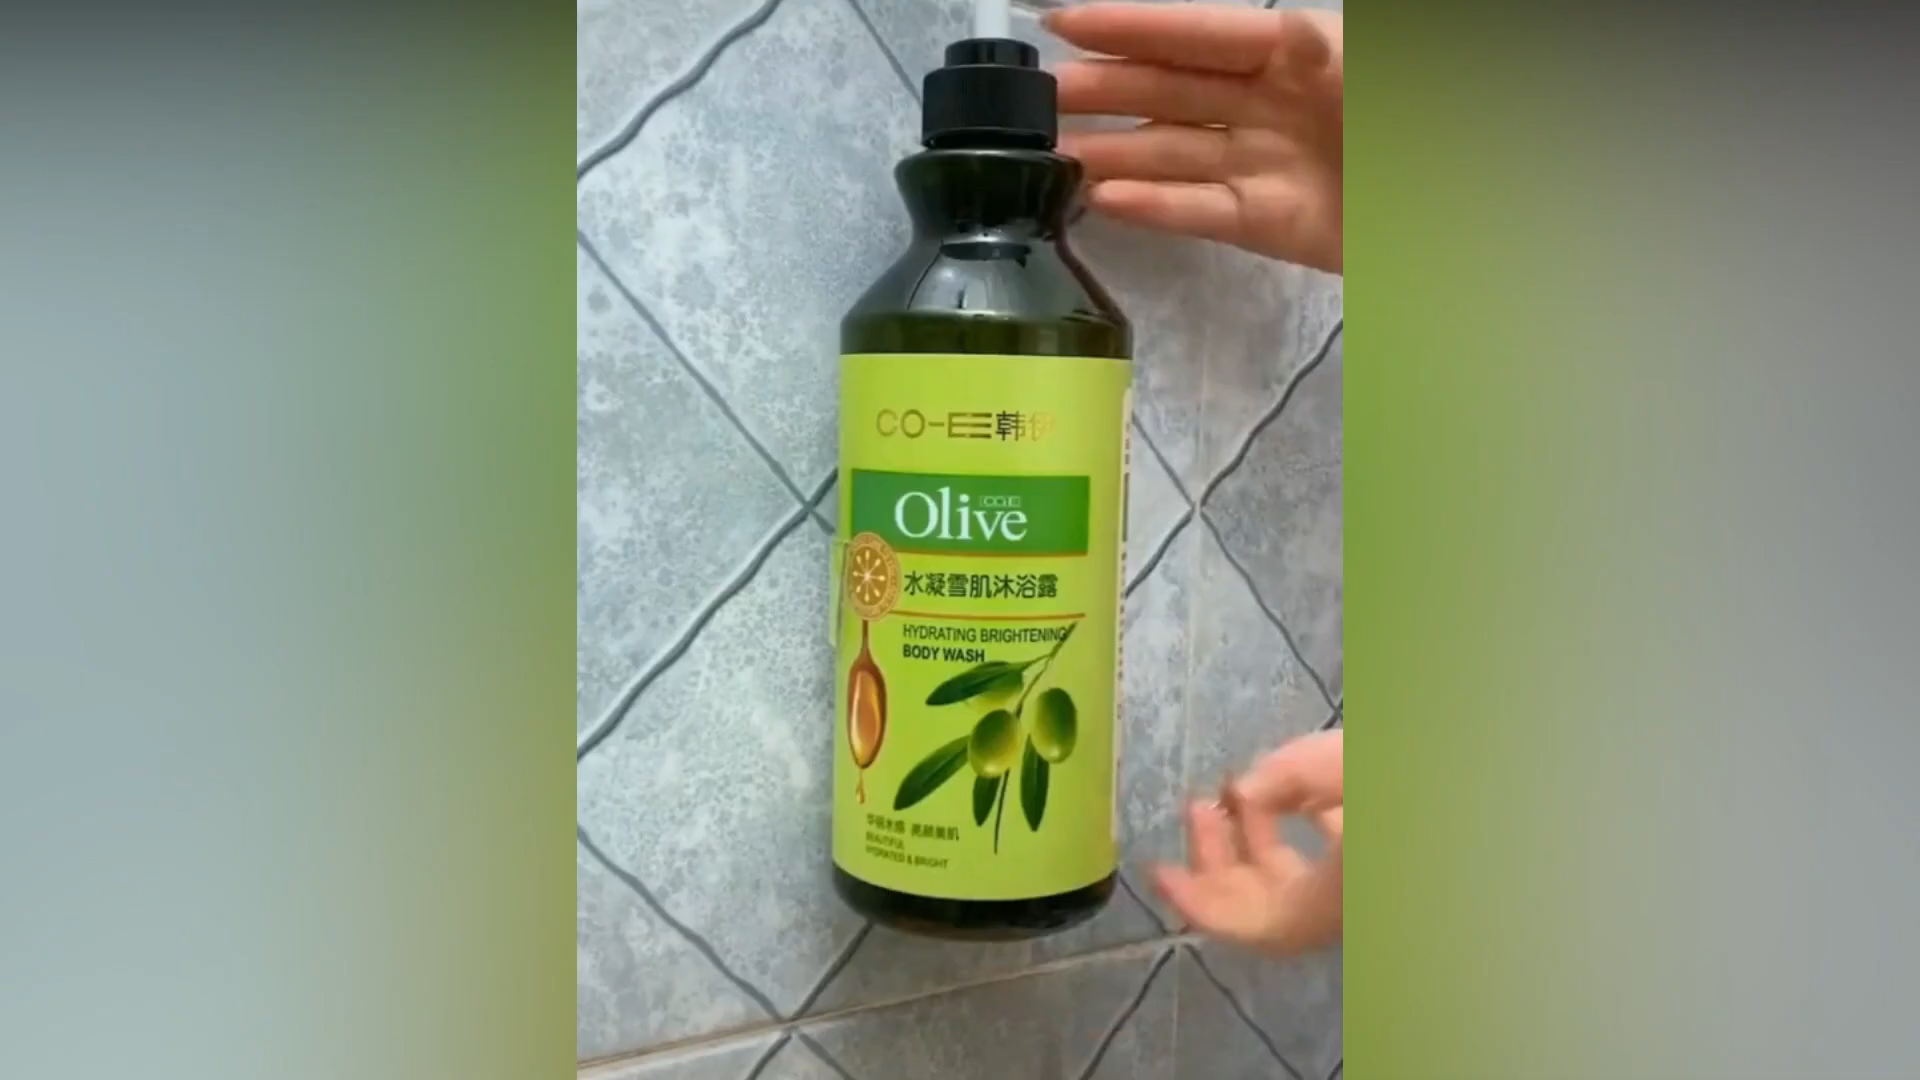 CO-E韩伊
Olive
CO.E
水凝雪肌沐浴露
HYDRATING BRIGHTENING
BODY WASH
BEAUTIFUL
HYDRATED & BRIGHT